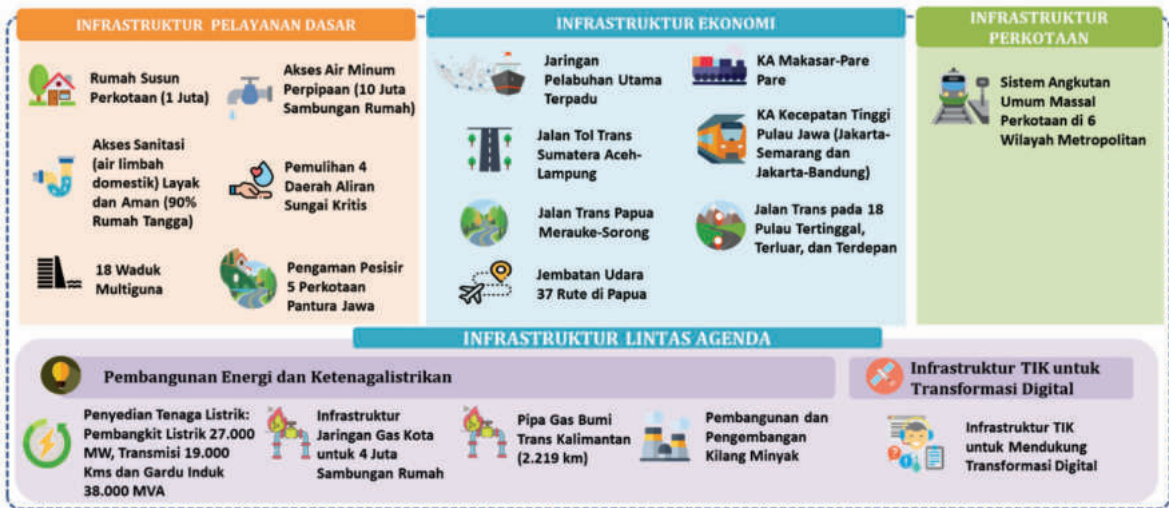 INFRASTRUKTUR PELAYANAN DASAR
Rumah Susun
Perkotaan (1 Juta)
Akses Air Minum
Perpipaan (10 Juta
Sambungan Rumah)
Akses Sanitasi
(air limbah
domestik) Layak
dan Aman (90%
Rumah Tangga)
Pemulihan 4
Daerah Aliran
Sungai Kritis
18 Waduk
Multiguna
Pengaman Pesisir
5 Perkotaan
Pantura Jawa
INFRASTRUKTUR EKONOMI
Jaringan
Pelabuhan Utama
Terpadu
KA Makasar-Pare
Pare
Jalan Tol Trans
Sumatera Aceh-
Lampung
KA Kecepatan Tinggi
Pulau Jawa (Jakarta-
Semarang dan
Jakarta-Bandung)
Jalan Trans Papua
Merauke-Sorong
Jalan Trans pada 18
Pulau Tertinggal,
Terluar, dan Terdepan
Jembatan Udara
37 Rute di Papua
INFRASTRUKTUR
PERKOTAAN
Sistem Angkutan
Umum Massal
Perkotaan di 6
Wilayah Metropolitan
INFRASTRUKTUR LINTAS AGENDA
Pembangunan Energi dan Ketenagalistrikan
Penyedian Tenaga Listrik:
Pembangkit Listrik 27.000
MW, Transmisi 19.000
Kms dan Gardu Induk
38.000 MVA
Infrastruktur
Jaringan Gas Kota
untuk 4 Juta
Sambungan Rumah
Pipa Gas Bumi
Trans Kalimantan
(2.219 km)
Pembangunan dan
Pengembangan
Kilang Minyak
Infrastruktur TIK untuk
Transformasi Digital
Infrastruktur TIK
untuk Mendukung
Transformasi Digital